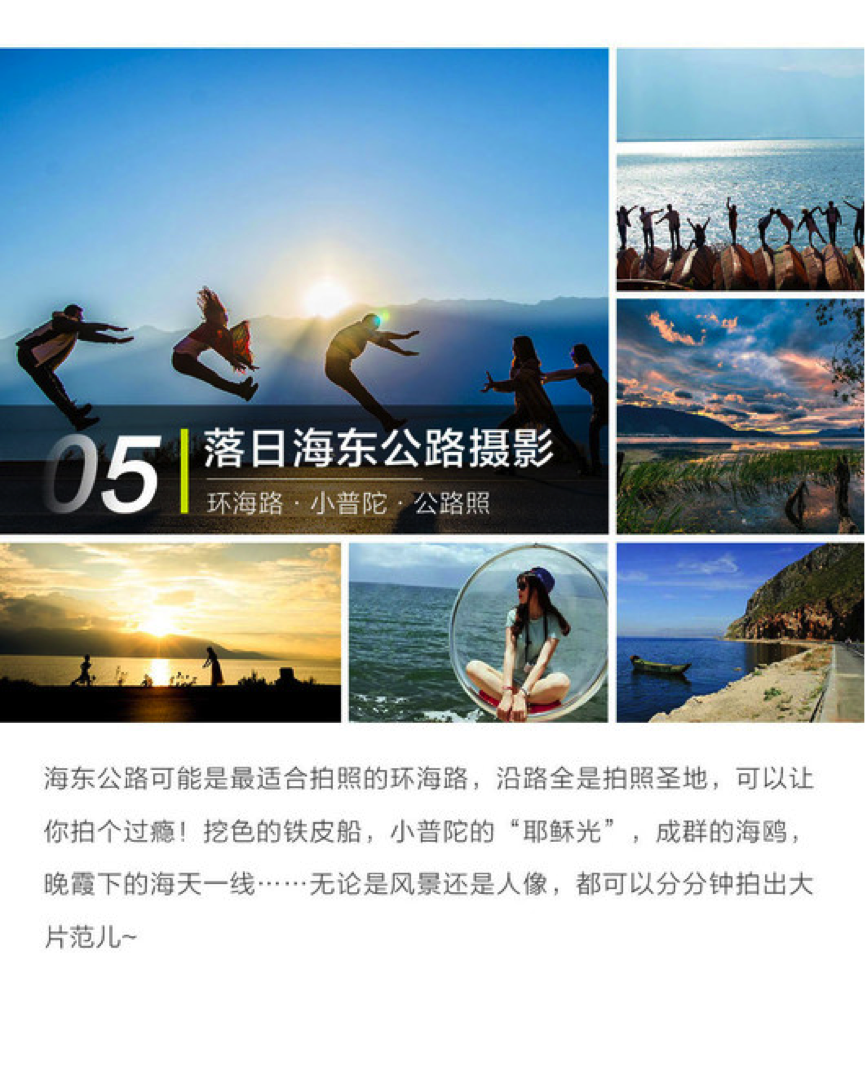 05
落日海东公路摄影
环海路·小普陀·公路照
海东公路可能是最适合拍照的环海路，沿路全是拍照圣地，可以让
你拍个过瘾！挖色的铁皮船，小普陀的“耶稣光”，成群的海鸥，
晚霞下的海天一线……无论是风景还是人像，都可以分分钟拍出大
片范儿~